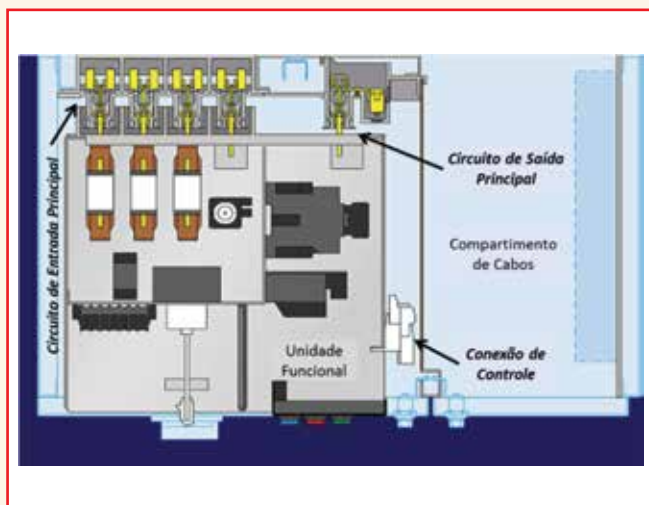 Circuito de Entrada Principal
Circuito de Saída
Principal
Compartimento
de Cabos
Unidade
Funcional
Conexão de
Controle